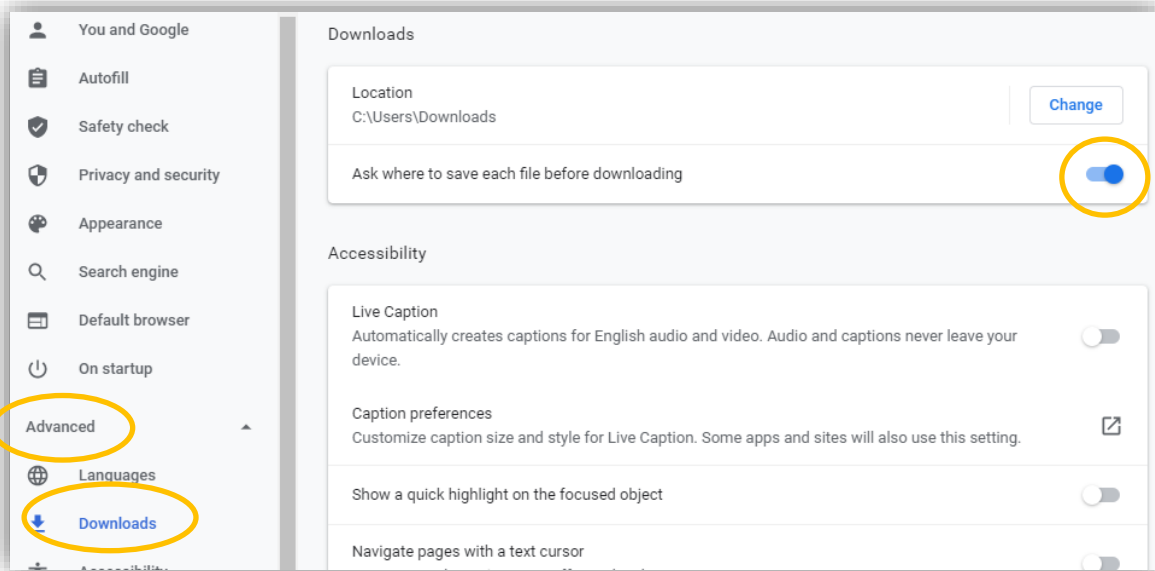 You and Google
Autofill
Safety check
Privacy and security
Appearance
Search engine
Default browser
On startup
Advanced
Languages
Downloads
Accessibility
Downloads
Location
C:\Users\Downloads
Change
Ask where to save each file before downloading
Accessibility
Live Caption
Automatically creates captions for English audio and video. Audio and captions never leave your
device.
Caption preferences
Customize caption size and style for Live Caption. Some apps and sites will also use this setting.
Show a quick highlight on the focused object
Navigate pages with a text cursor